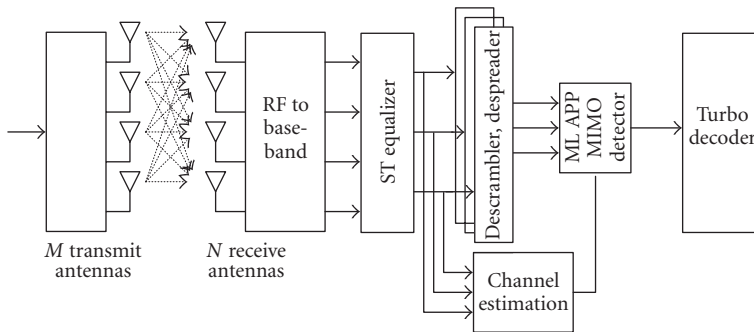 M transmit
antennas
N receive
antennas
RF to
base-
band
ST equalizer
Descrambler, despreader
Channel
estimation
ML APP
MIMO
detector
Turbo
decoder